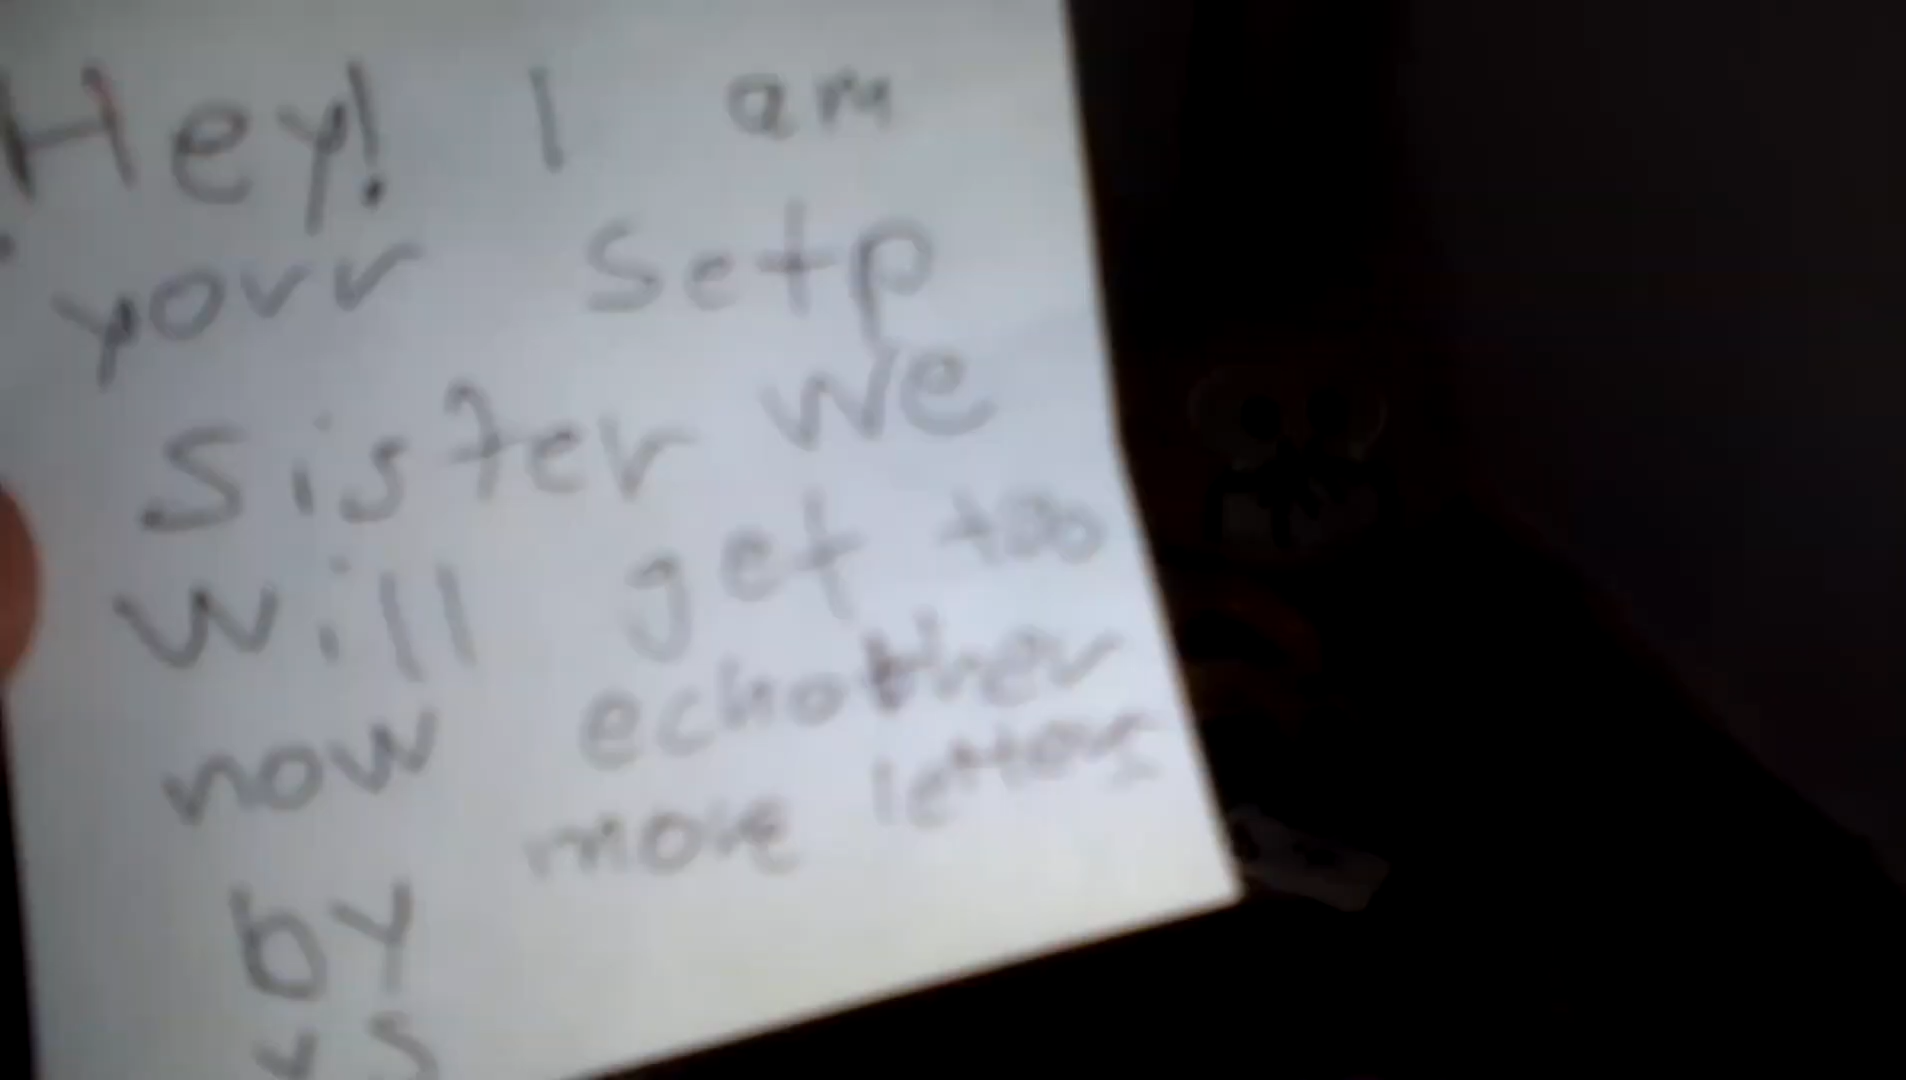 Hey! I am
your setp
sister we
will get too
now echother
by more letters